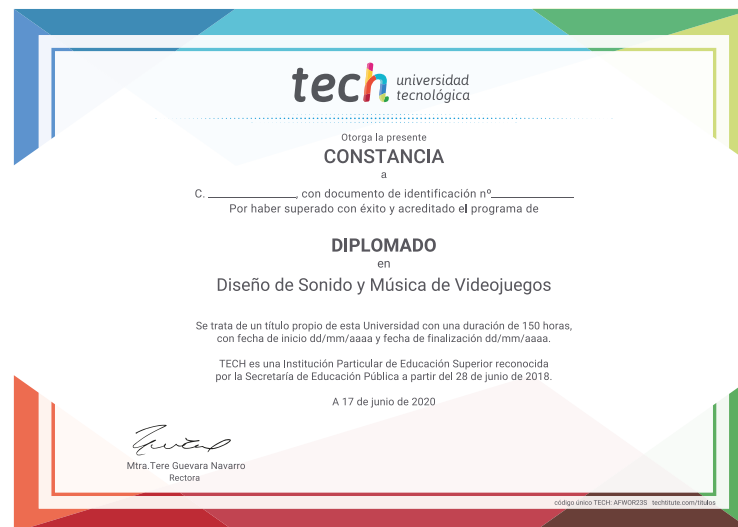 tech universidad
tecnológica
Otorga la presente
CONSTANCIA
a
C. ________________, con documento de identificación nº________________
Por haber superado con éxito y acreditado el programa de
DIPLOMADO
en
Diseño de Sonido y Música de Videojuegos
Se trata de un título propio de esta Universidad con una duración de 150 horas,
con fecha de inicio dd/mm/aaaa y fecha de finalización dd/mm/aaaa.
TECH es una Institución Particular de Educación Superior reconocida
por la Secretaría de Educación Pública a partir del 28 de junio de 2018.
A 17 de junio de 2020
Mtra.Tere Guevara Navarro
Rectora
código único TECH: AFWOR23S techtitute.com/titulos